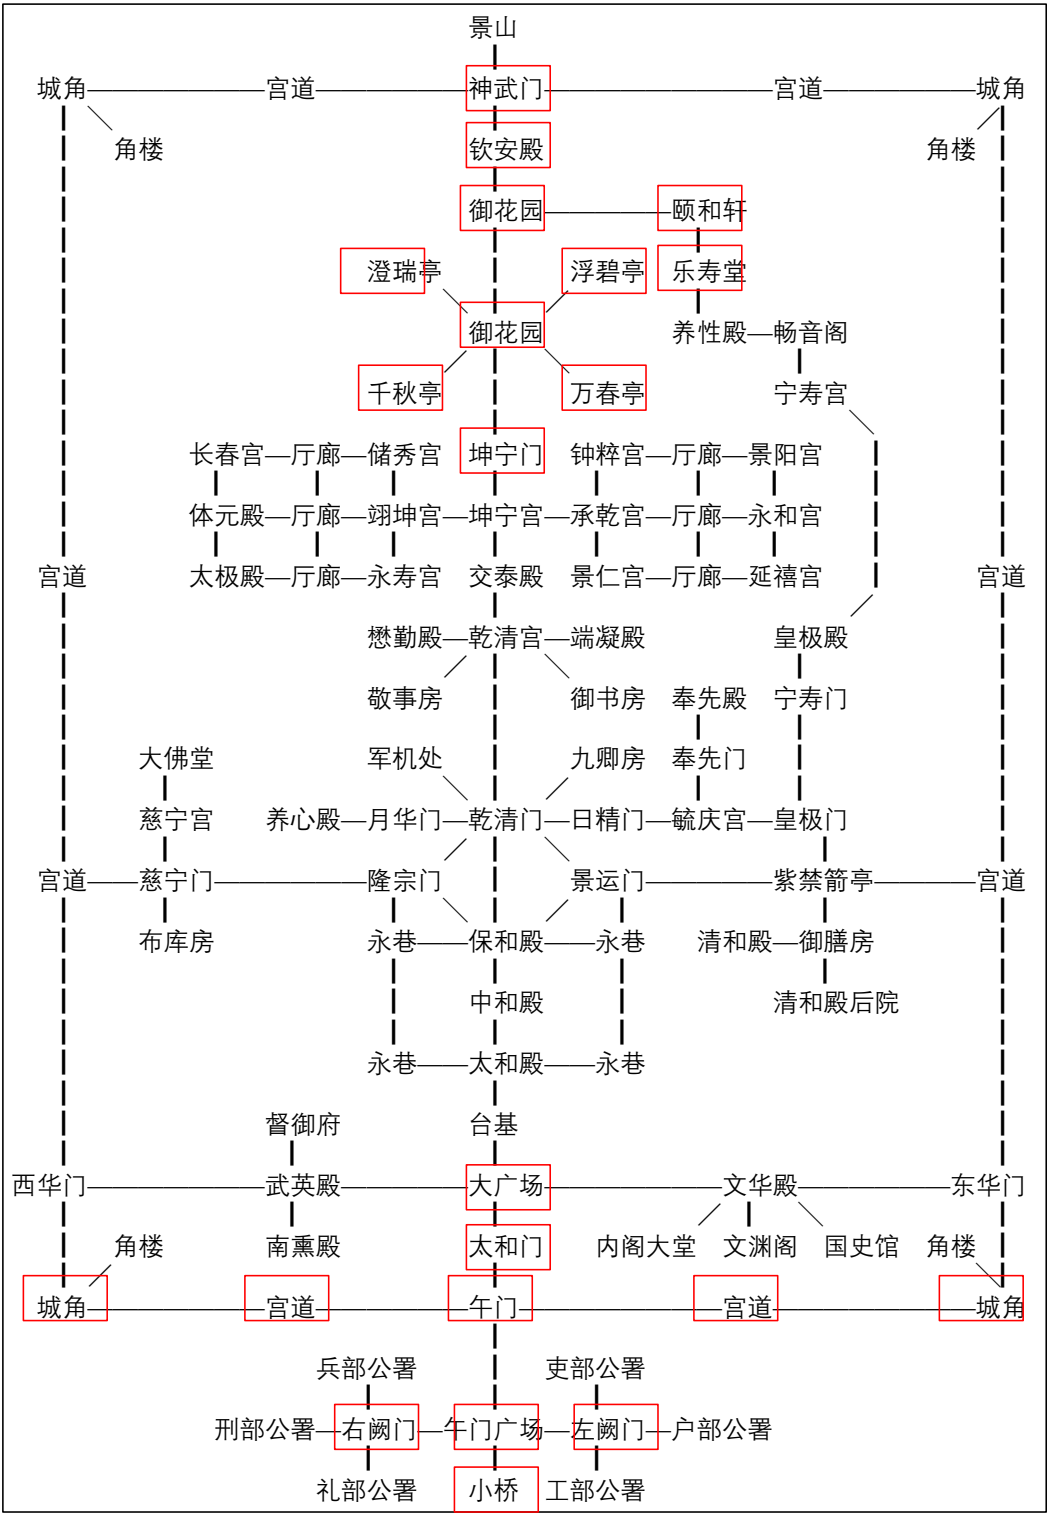 景山
城角 宫道 神武门 宫道 城角
角楼 钦安殿 角楼
御花园 颐和轩
澄瑞亭 浮碧亭 乐寿堂
御花园 养性殿 畅音阁
千秋亭 万春亭 宁寿宫
长春宫 厅廊 储秀宫 坤宁门 钟粹宫 厅廊 景阳宫
体元殿 厅廊 翊坤宫 坤宁宫 承乾宫 厅廊 永和宫
宫道 太极殿 厅廊 永寿宫 交泰殿 景仁宫 厅廊 延禧宫 宫道
懋勤殿 乾清宫 端凝殿 皇极殿
敬事房 御书房 奉先殿 宁寿门
大佛堂 军机处 九卿房 奉先门
慈宁宫 养心殿 月华门 乾清门 日精门 毓庆宫 皇极门
宫道 慈宁门 隆宗门 景运门 紫禁箭亭 宫道
布库房 永巷 保和殿 永巷 清和殿 御膳房
中和殿 清和殿后院
永巷 太和殿 永巷
督御府 台基
西华门 武英殿 大广场 文华殿 东华门
角楼 南熏殿 太和门 内阁大堂 文渊阁 国史馆 角楼
城角 宫道 午门 宫道 城角
兵部公署 吏部公署
刑部公署 右阙门 午门广场 左阙门 户部公署
礼部公署 小桥 工部公署